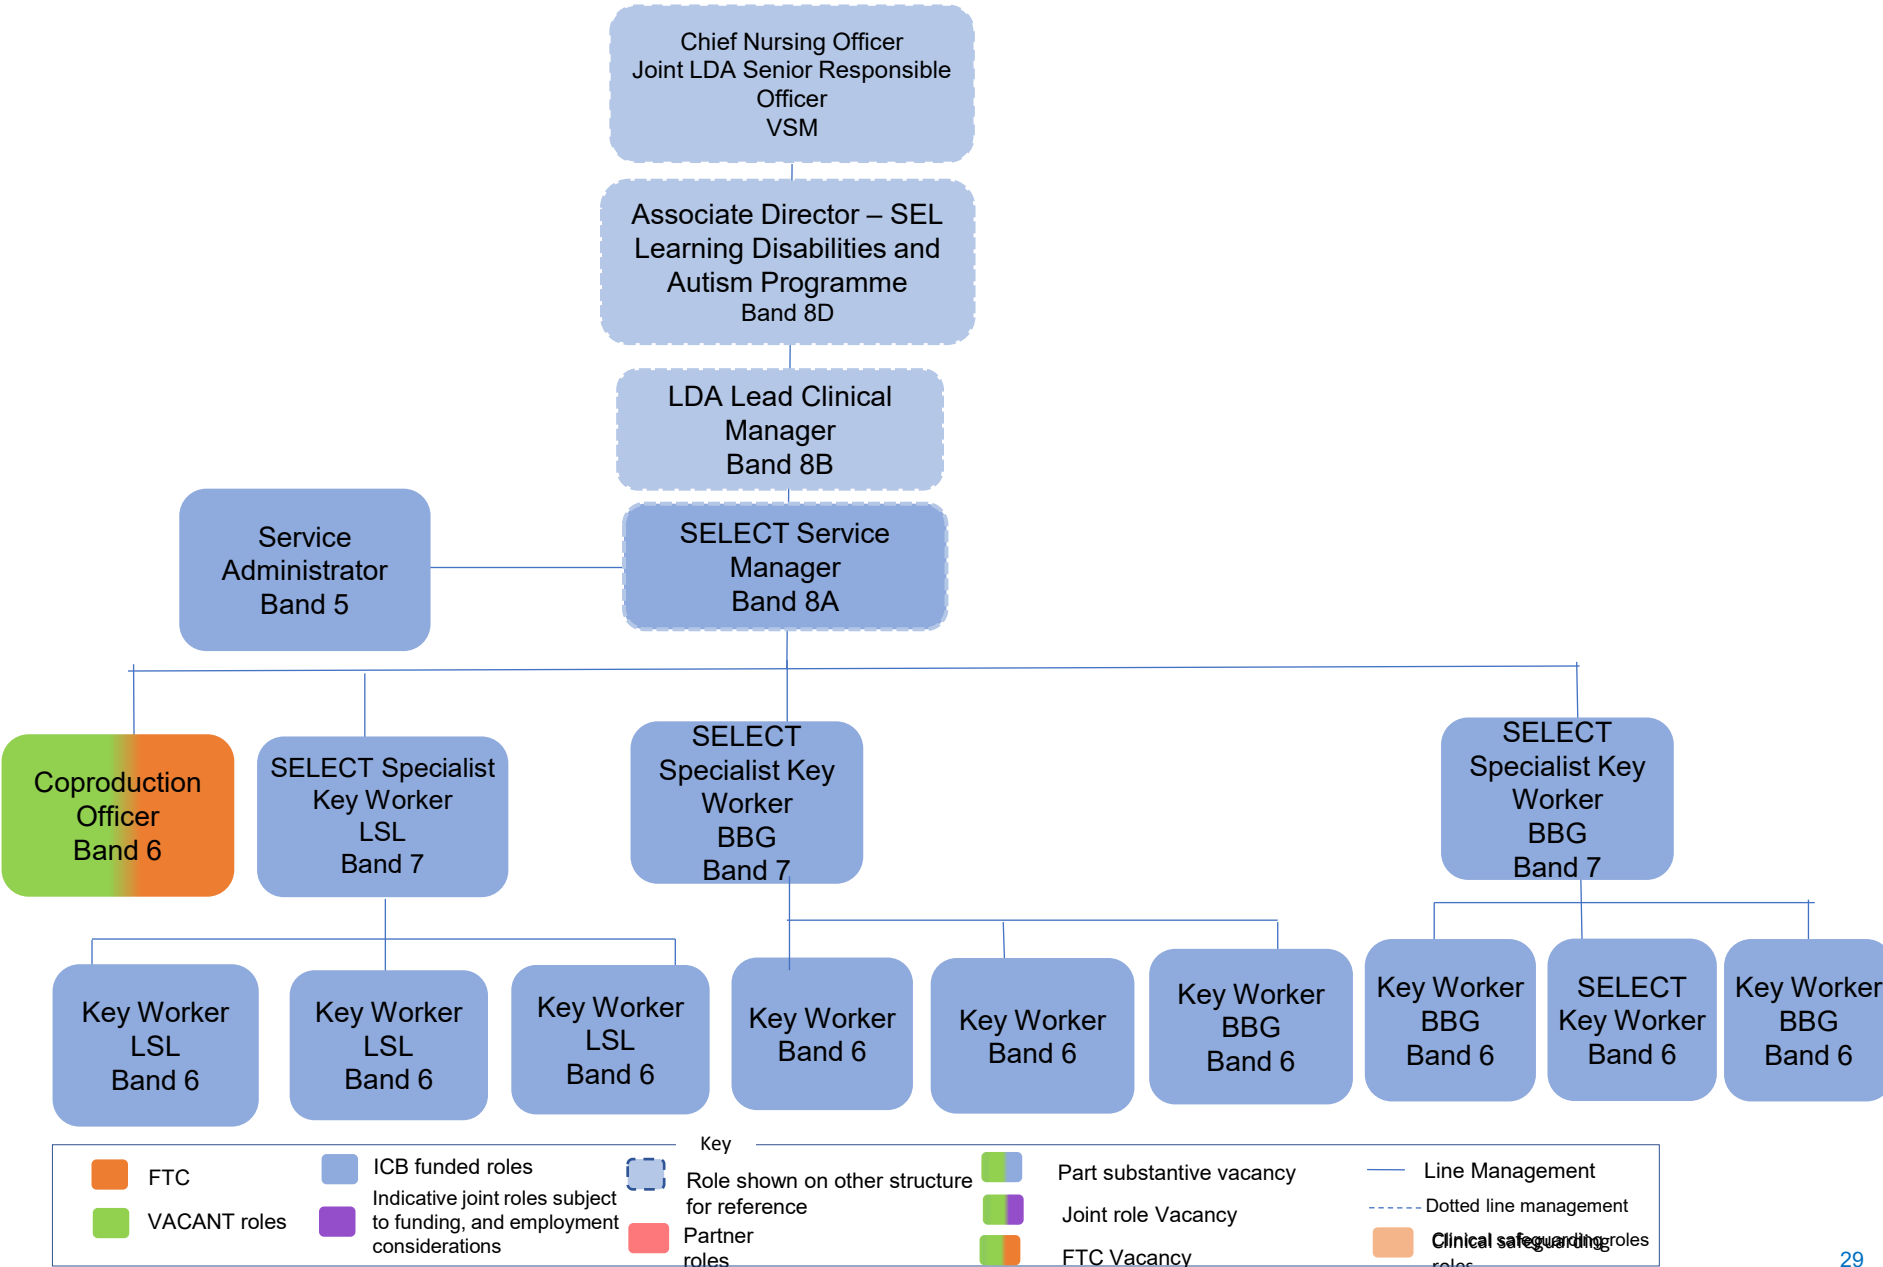 Chief Nursing Officer
Joint LDA Senior Responsible
Officer
VSM
Associate Director – SEL
Learning Disabilities and
Autism Programme
Band 8D
LDA Lead Clinical
Manager
Band 8B
Service
Administrator
Band 5
SELECT Service
Manager
Band 8A
Coproduction
Officer
Band 6
SELECT Specialist
Key Worker
LSL
Band 7
SELECT
Specialist Key
Worker
BBG
Band 7
SELECT
Specialist Key
Worker
BBG
Band 7
Key Worker
LSL
Band 6
Key Worker
LSL
Band 6
Key Worker
LSL
Band 6
Key Worker
Band 6
Key Worker
Band 6
Key Worker
BBG
Band 6
Key Worker
BBG
Band 6
SELECT
Key Worker
Band 6
Key Worker
BBG
Band 6
Key
FTC
VACANT roles
ICB funded roles
Indicative joint roles subject
to funding, and employment
considerations
Role shown on other structure
for reference
Partner
roles
Part substantive vacancy
Joint role Vacancy
FTC Vacancy
Line Management
Dotted line management
Clinical safeguarding roles
Clinical safeguarding
roles
29